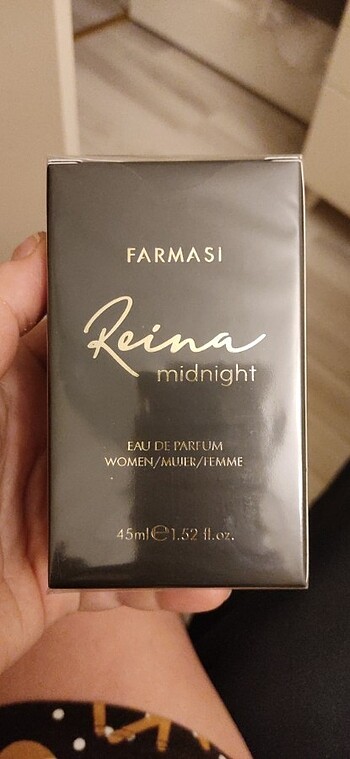 FARMASI
Reina
midnight
EAU DE PARFUM
WOMEN/MUJER/FEMME
45ml℮1.52 fl.oz.